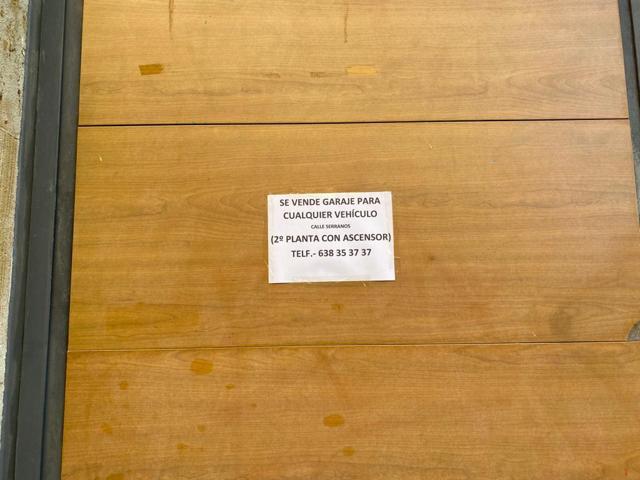 SE VENDE GARAJE PARA
CUALQUIER VEHÍCULO
CALLE SERRANOS
(2º PLANTA CON ASCENSOR)
TELF.- 638 35 37 37